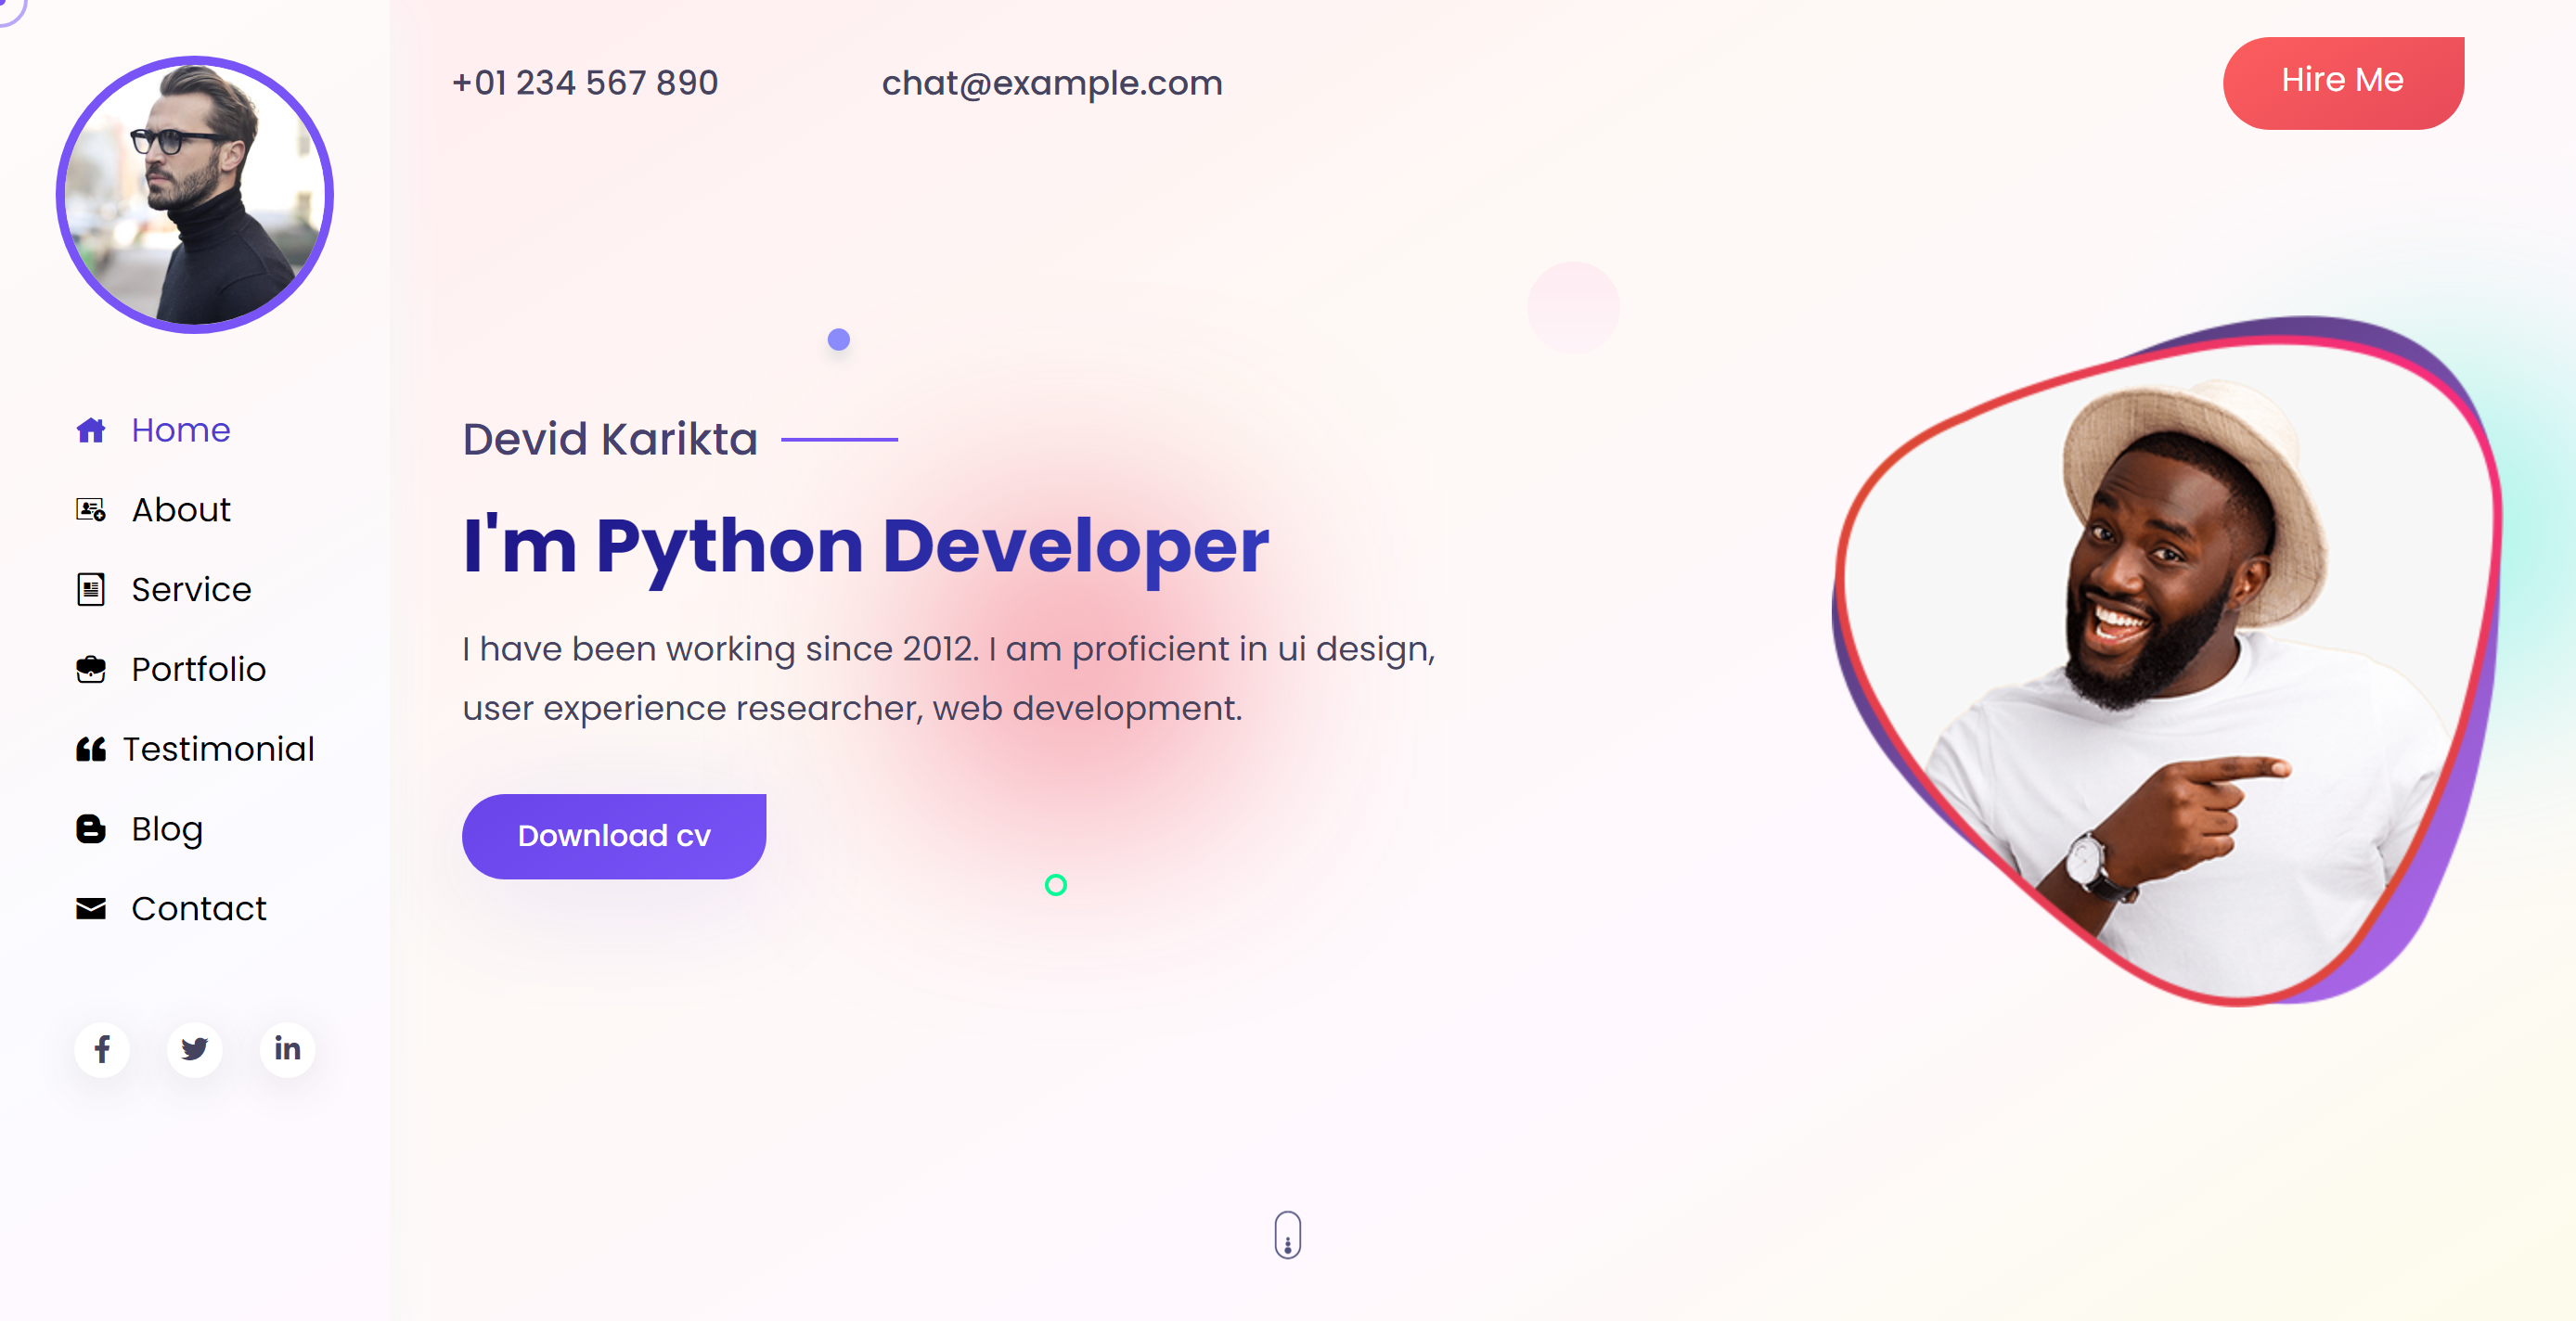 +01 234 567 890
chat@example.com
Hire Me
Home
About
Service
Portfolio
Testimonial
Blog
Contact
Devid Karikta
I'm Python Developer
I have been working since 2012. I am proficient in ui design,
user experience researcher, web development.
Download cv